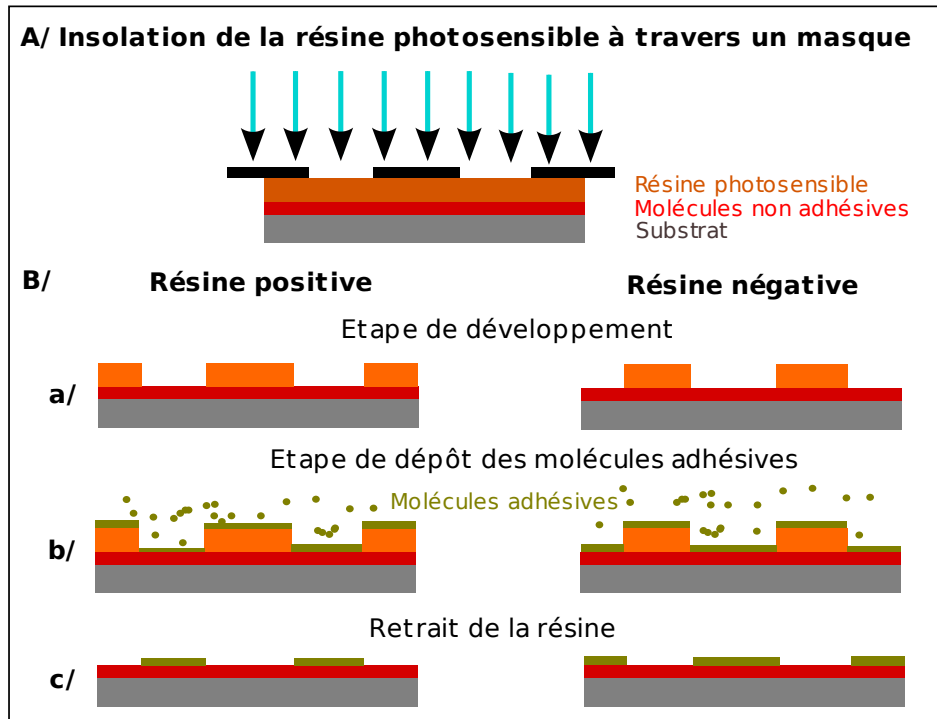 A/ Insolation de la résine photosensible à travers un masque
Résine photosensible
Molécules non adhésives
Substrat
B/ Résine positive Résine négative
Etape de développement
a/
Etape de dépôt des molécules adhésives
Molécules adhésives
b/
Retrait de la résine
c/